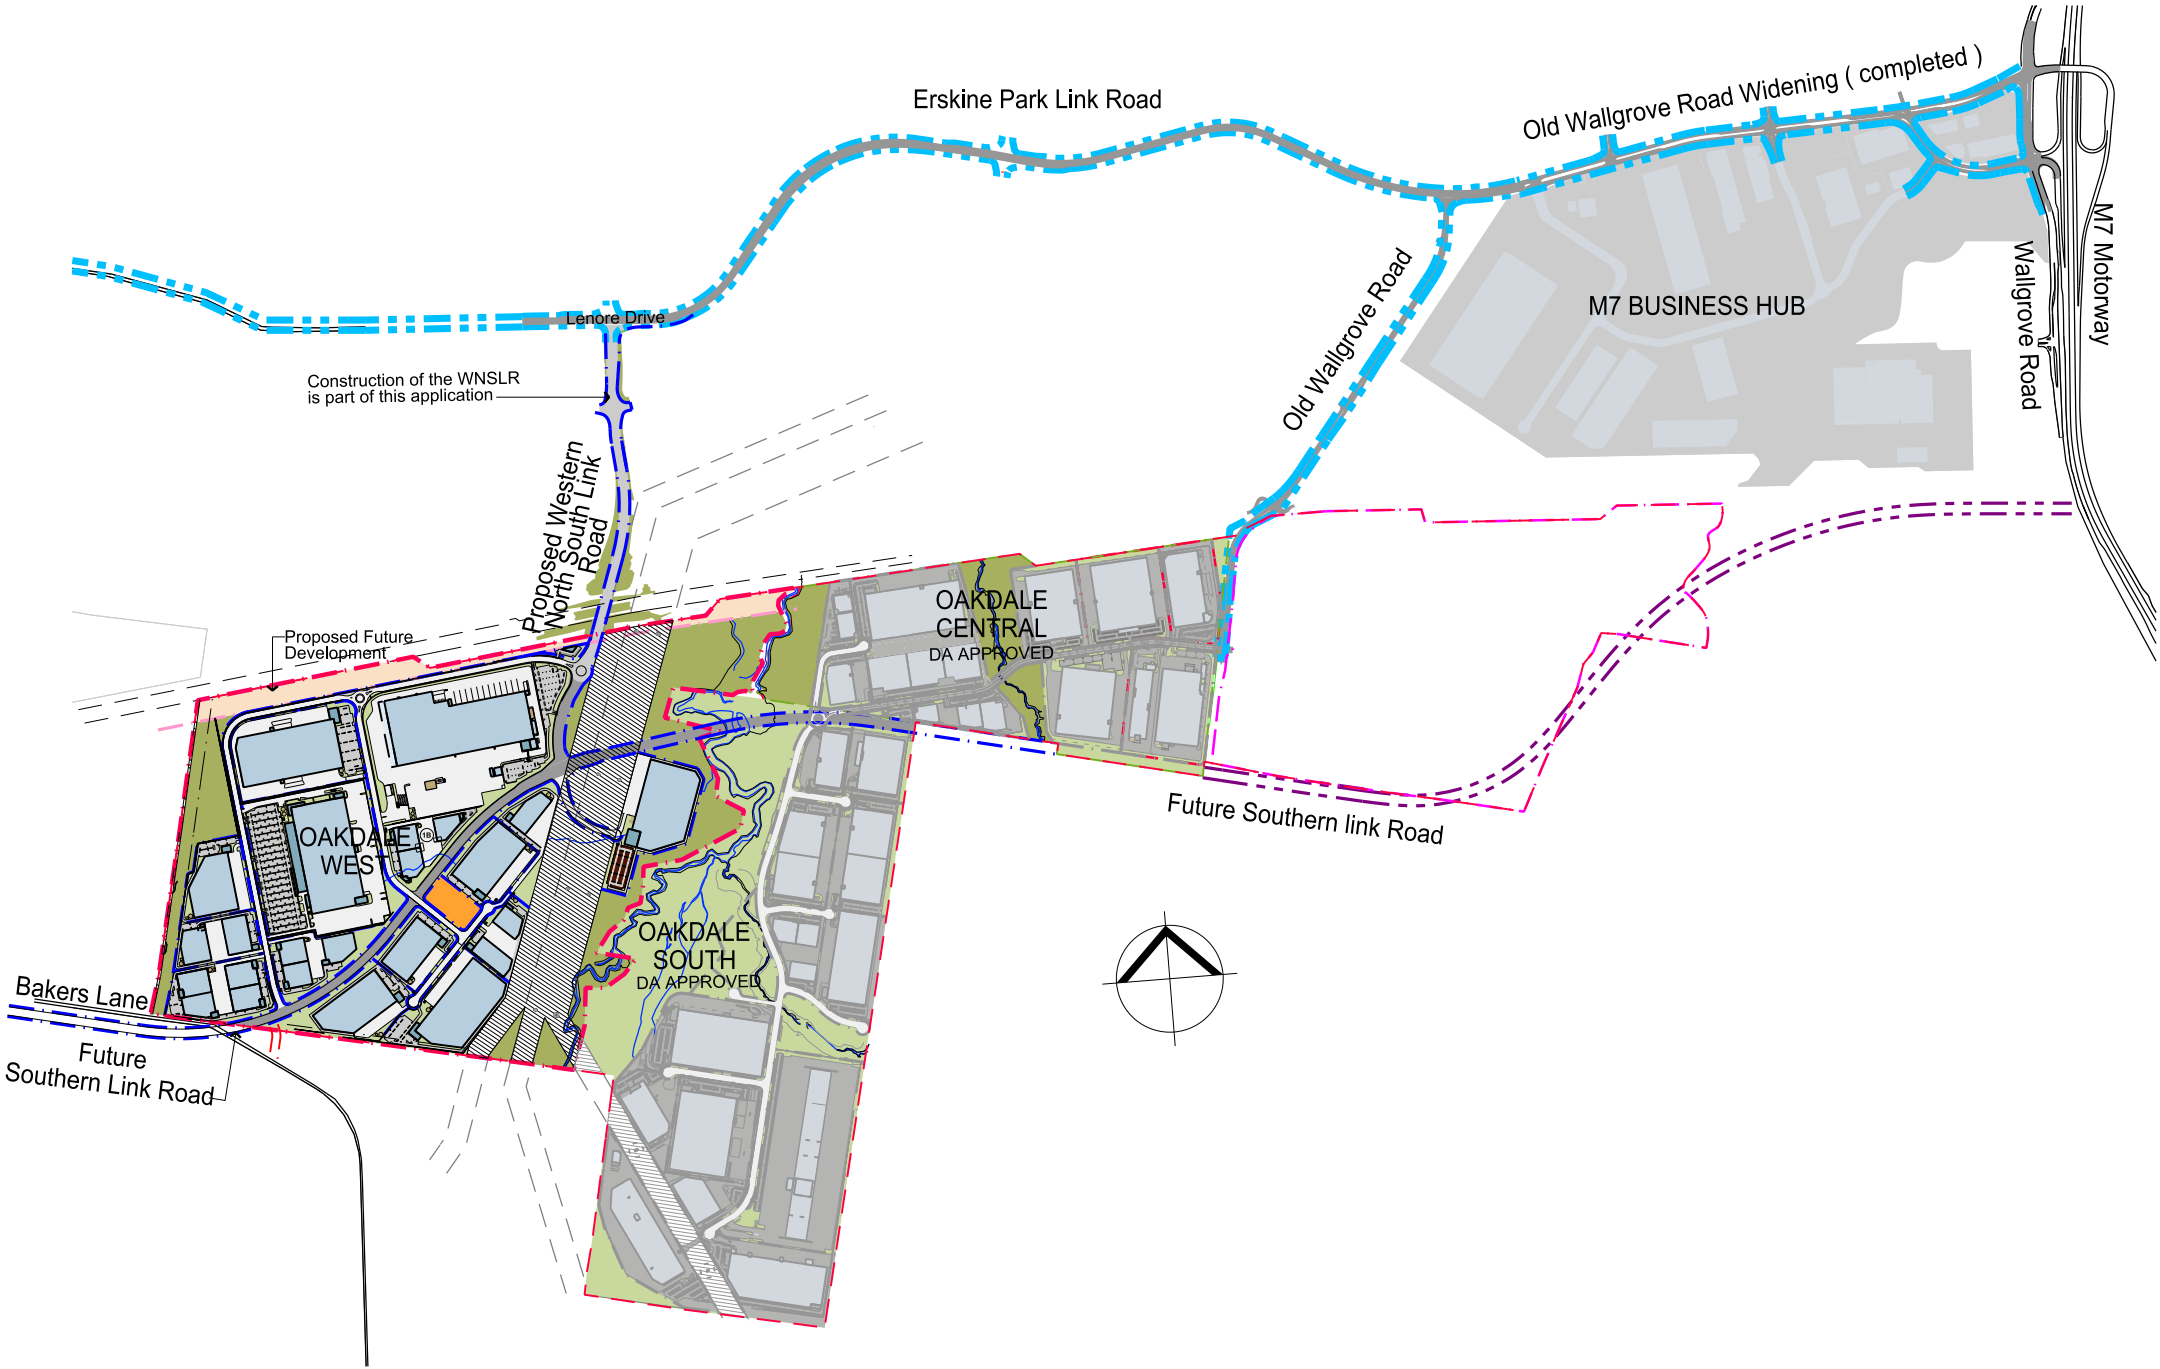 Erskine Park Link Road
Old Wallgrove Road Widening ( completed )
M7 Motorway
Wallgrove Road
M7 BUSINESS HUB
Old Wallgrove Road
Lenore Drive
Construction of the WNSLR
is part of this application
Proposed Western
North South Link
Road
Proposed Future
Development
OAKDALE
CENTRAL
DA APPROVED
Future Southern link Road
OAKDALE
WEST
1B
OAKDALE
SOUTH
DA APPROVED
Bakers Lane
Future
Southern Link Road